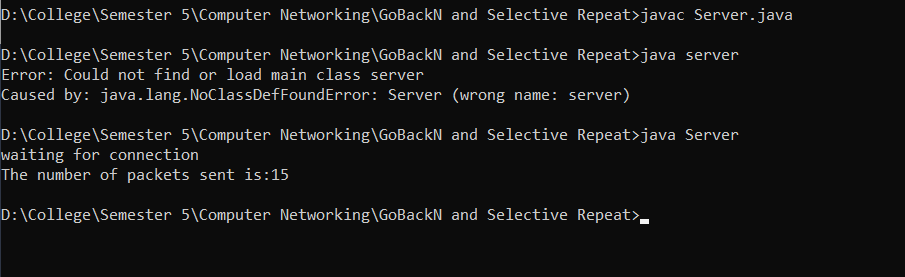 D:\College\Semester 5\Computer Networking\GoBackN and Selective Repeat>javac Server.java
D:\College\Semester 5\Computer Networking\GoBackN and Selective Repeat>java server
Error: Could not find or load main class server
Caused by: java.lang.NoClassDefFoundError: Server (wrong name: server)
D:\College\Semester 5\Computer Networking\GoBackN and Selective Repeat>java Server
waiting for connection
The number of packets sent is:15
D:\College\Semester 5\Computer Networking\GoBackN and Selective Repeat>